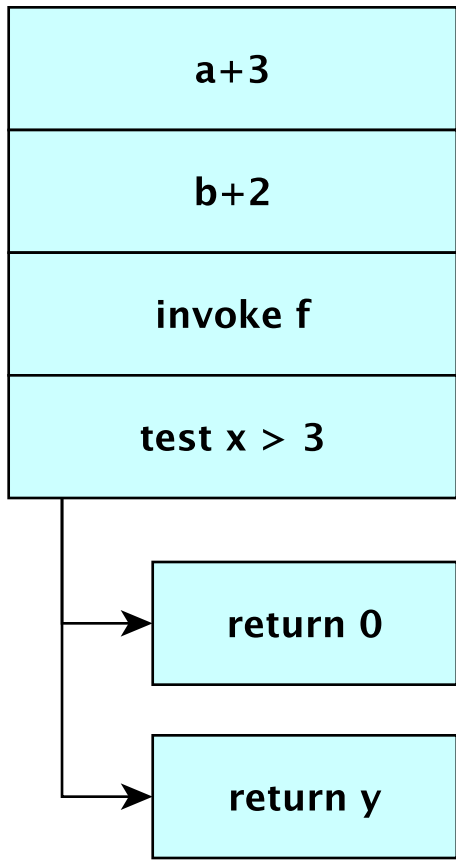 a+3
b+2
invoke f
test x > 3
return 0
return y